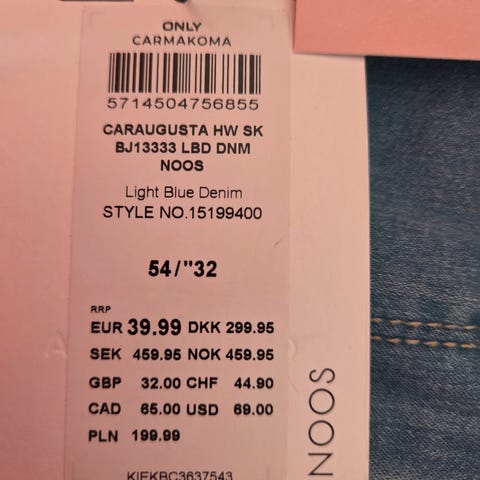 ONLY
CARMAKOMA
5714504756855
CARAUGUSTA HW SK
BJ13333 LBD DNM
NOOS
Light Blue Denim
STYLE NO.15199400
54/"32
RRP
EUR 39.99 DKK 299.95
SEK 459.95 NOK 459.95
GBP 32.00 CHF 44.90
CAD 65.00 USD 69.00
PLN 199.99
KIEKBC3637543
NOOS